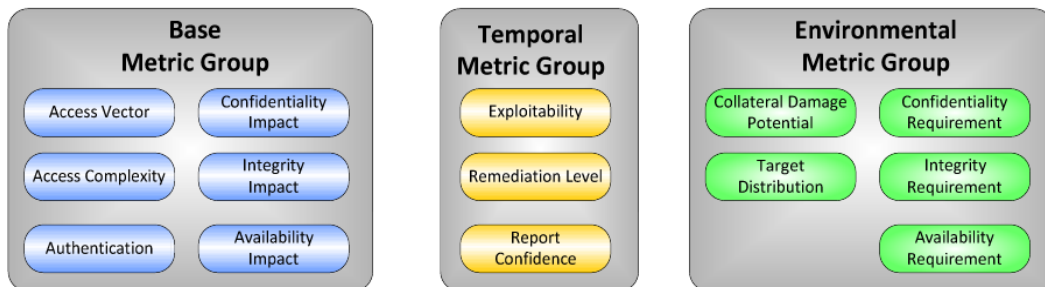 Base
Metric Group
Access Vector
Confidentiality
Impact
Access Complexity
Integrity
Impact
Authentication
Availability
Impact
Temporal
Metric Group
Exploitability
Remediation Level
Report
Confidence
Environmental
Metric Group
Collateral Damage
Potential
Confidentiality
Requirement
Target
Distribution
Integrity
Requirement
Availability
Requirement